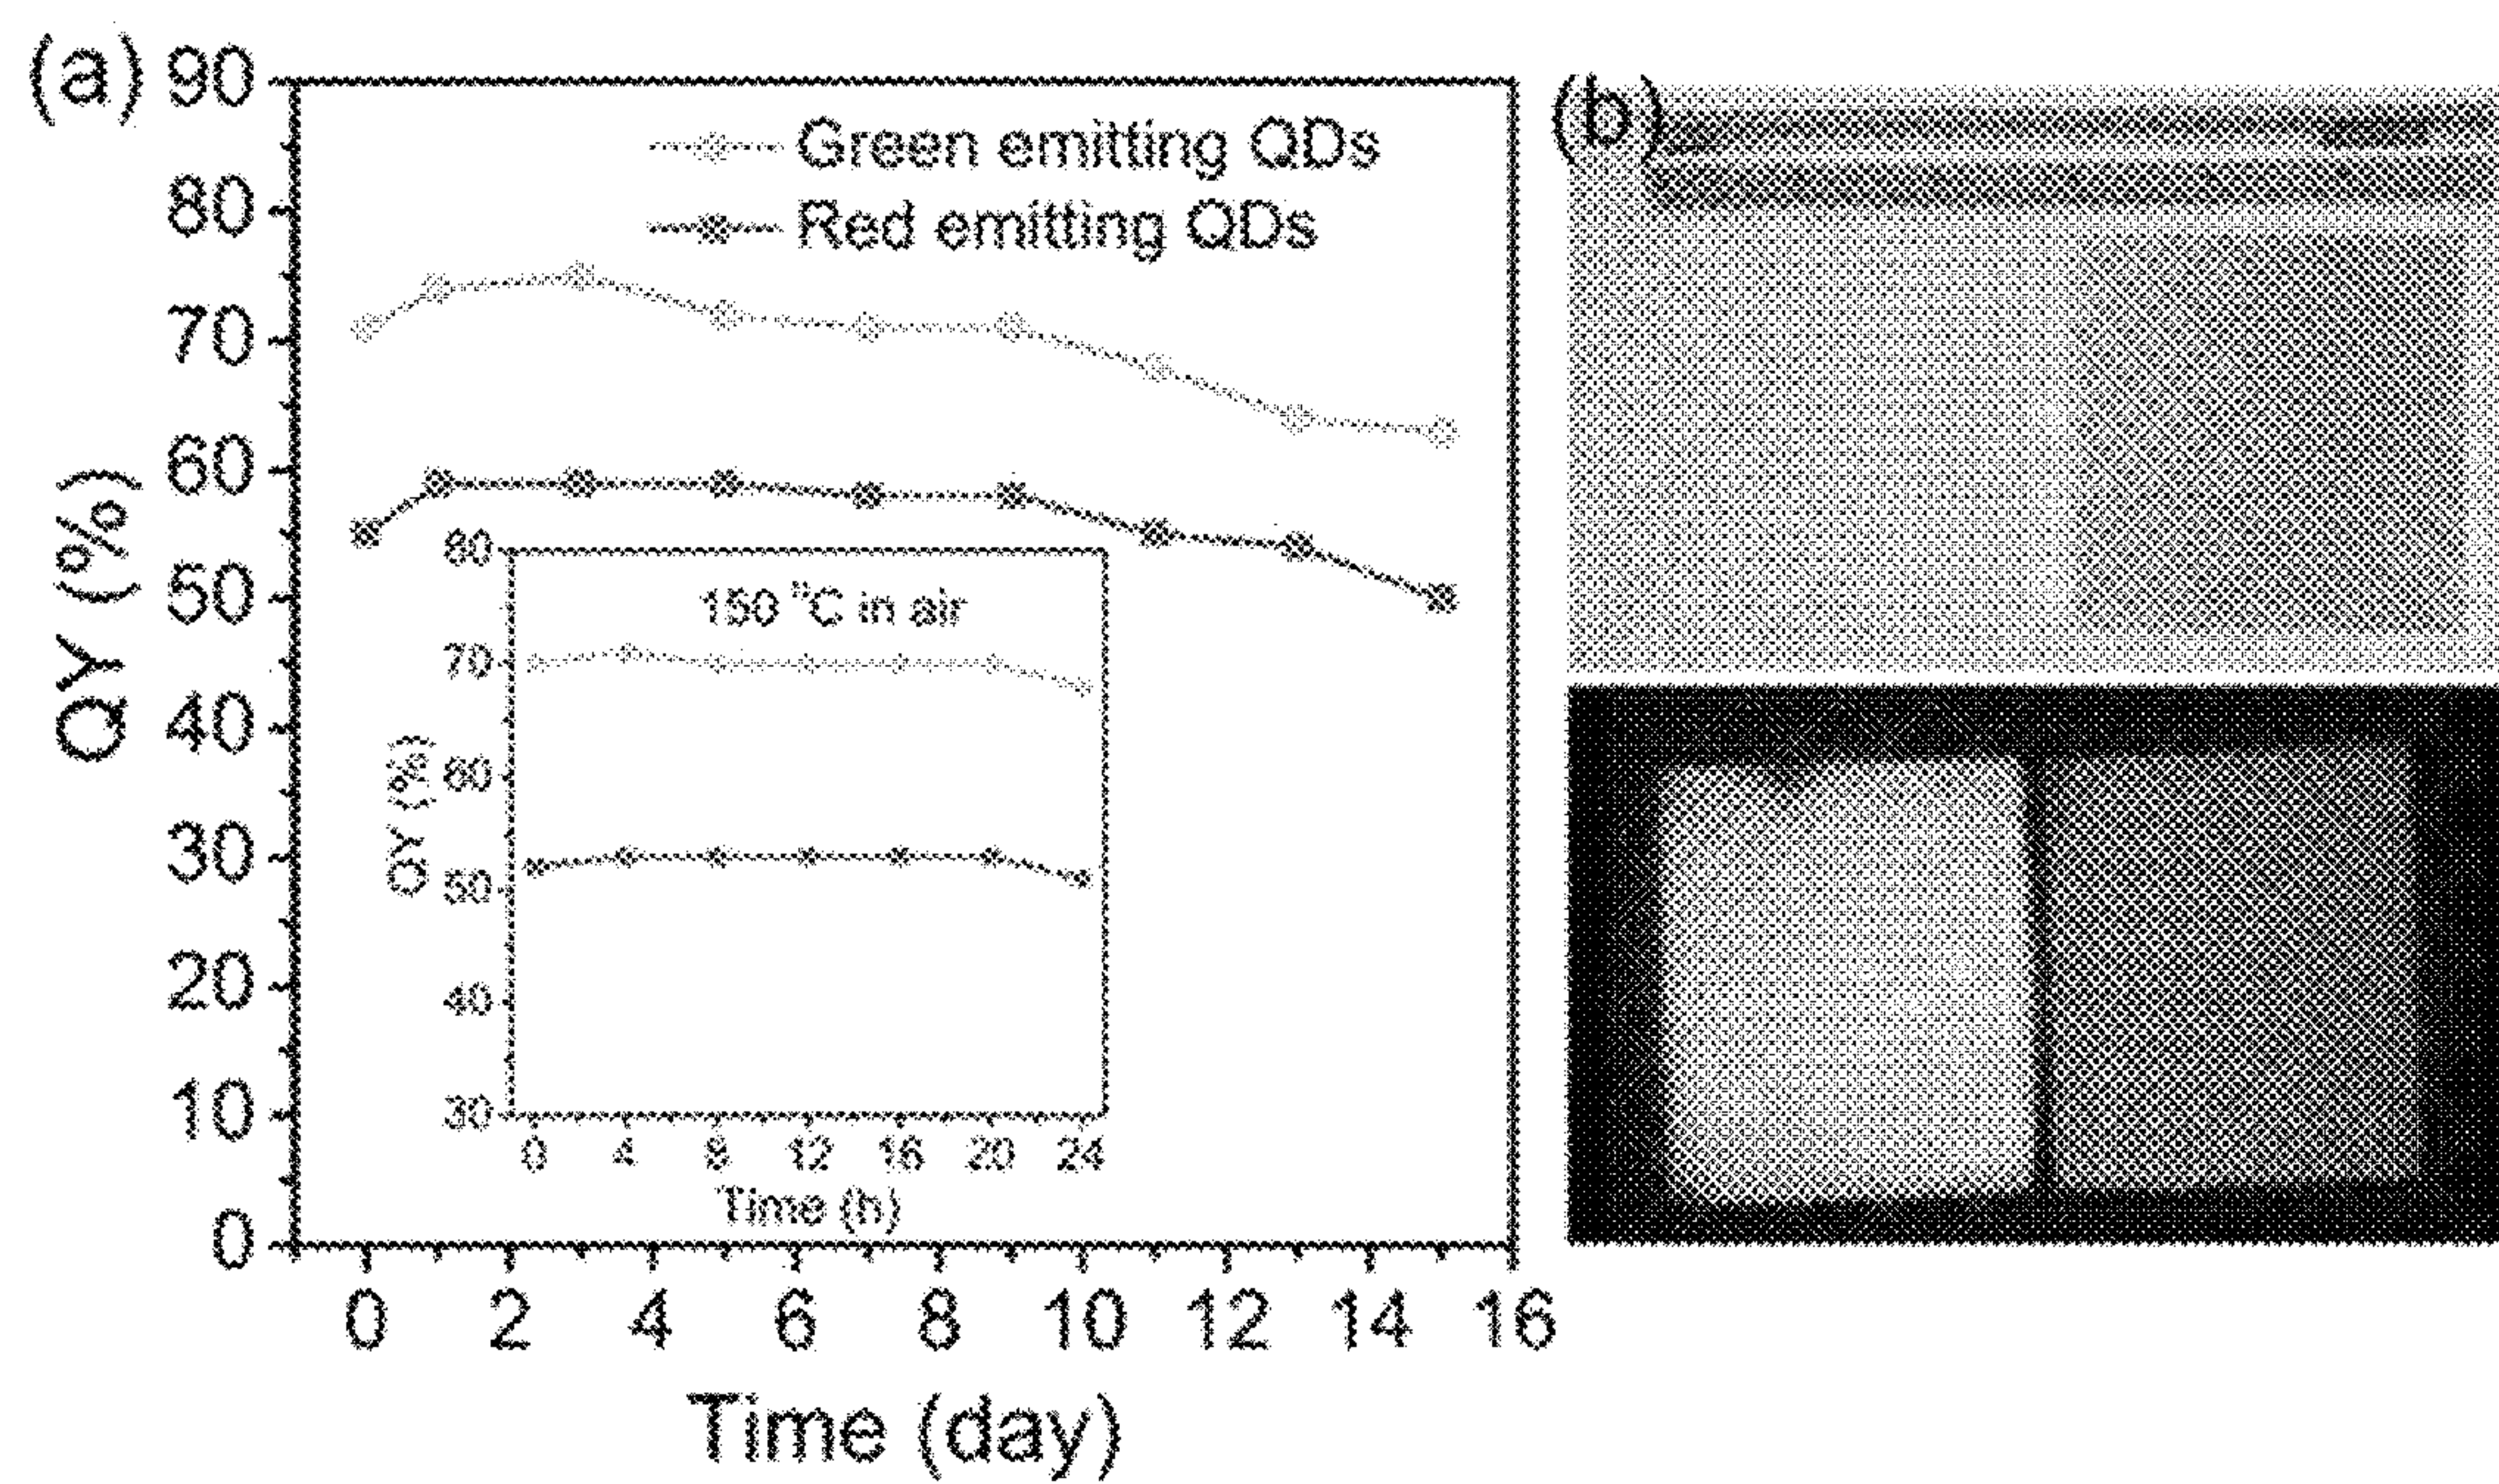 (a)
90
80
70
60
50
40
30
20
10
0
QY (%)
Green emitting QDs
Red emitting QDs
80
70
60
50
40
30
QY (%)
150 °C in air
0 4 8 12 16 20 24
Time (h)
0 2 4 6 8 10 12 14 16
Time (day)
(b)